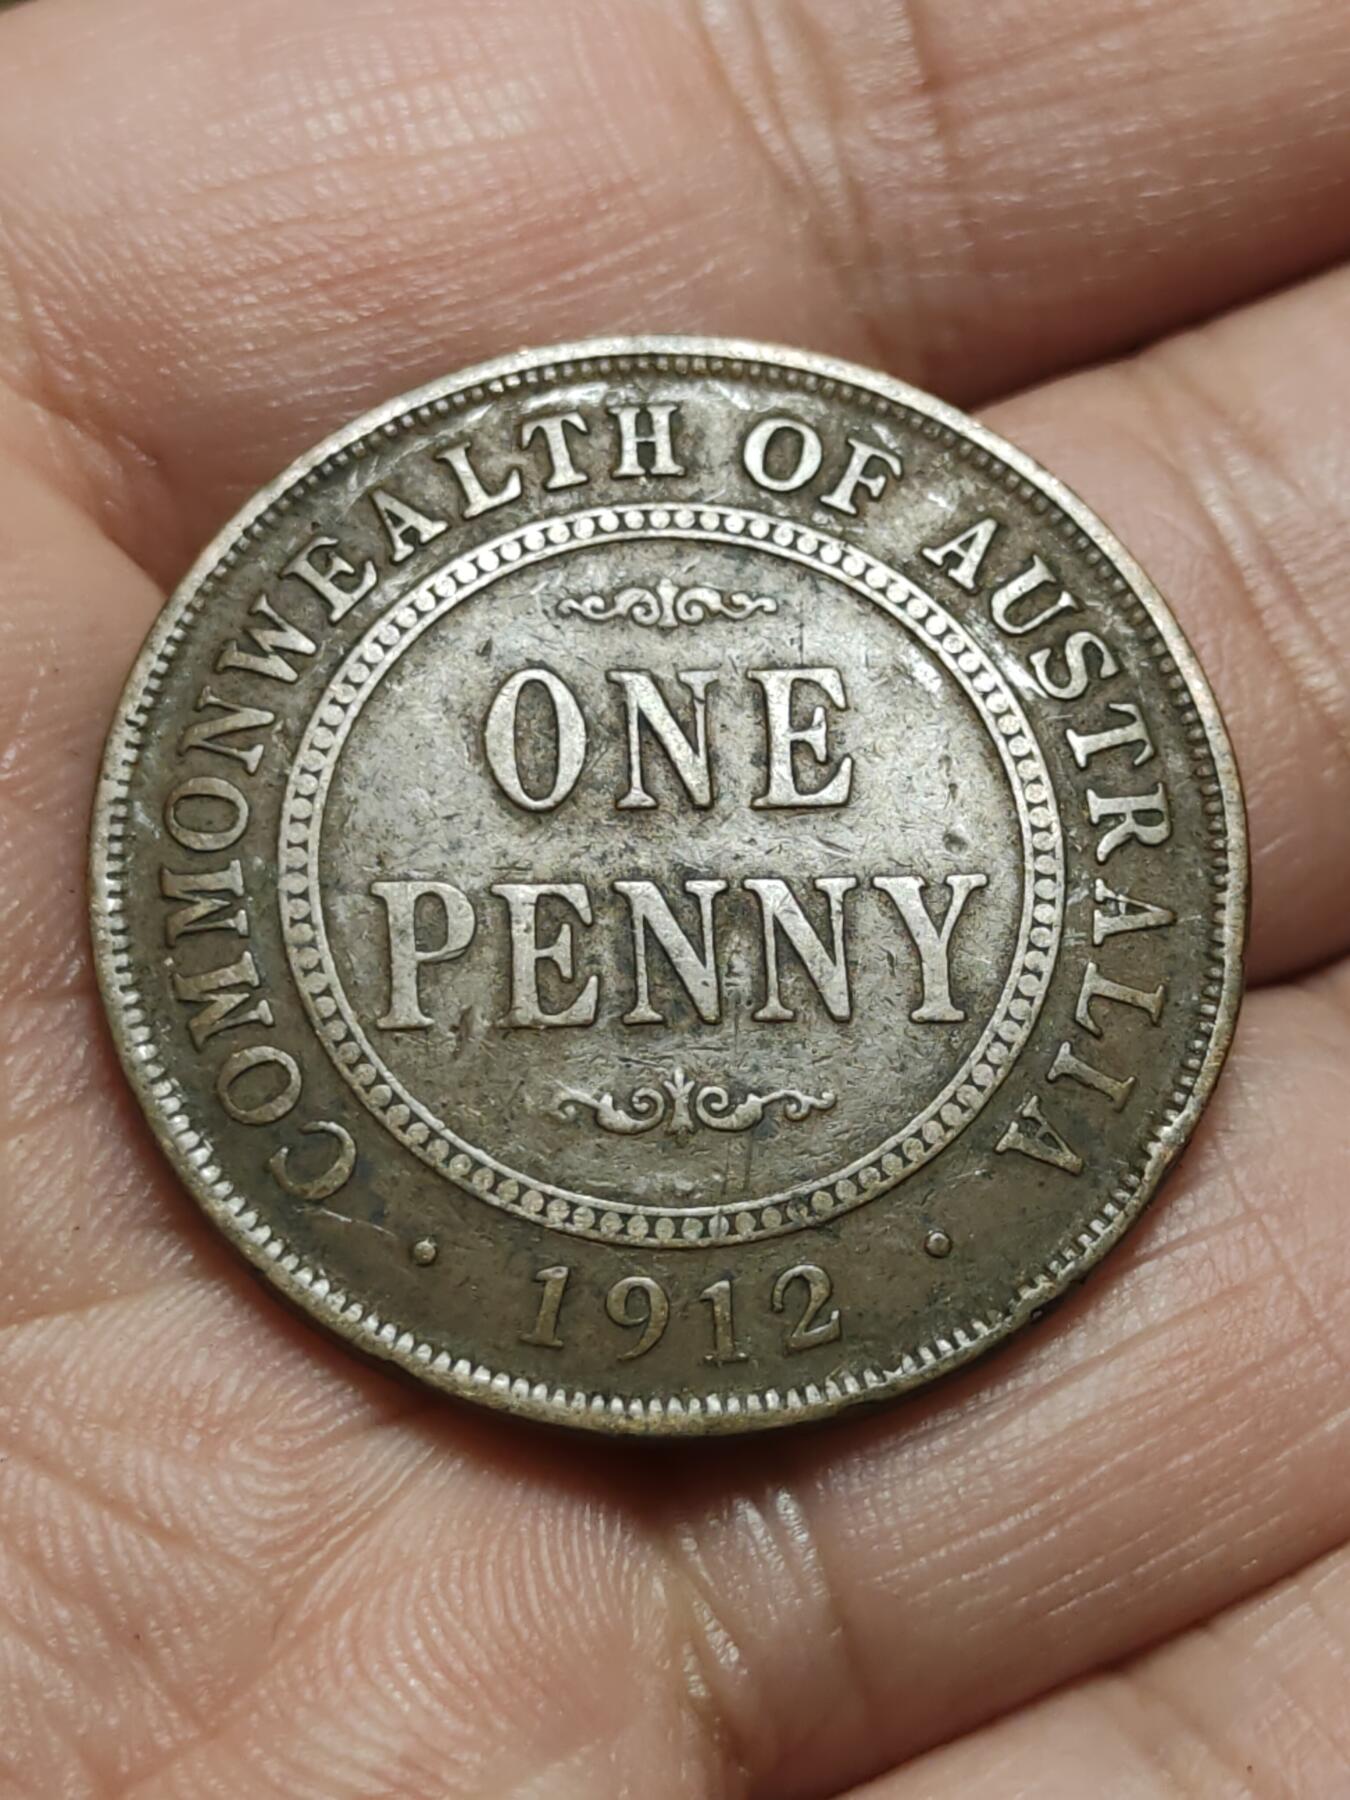 COMMONWEALTH OF AUSTRALIA
ONE
PENNY
· 1912 ·